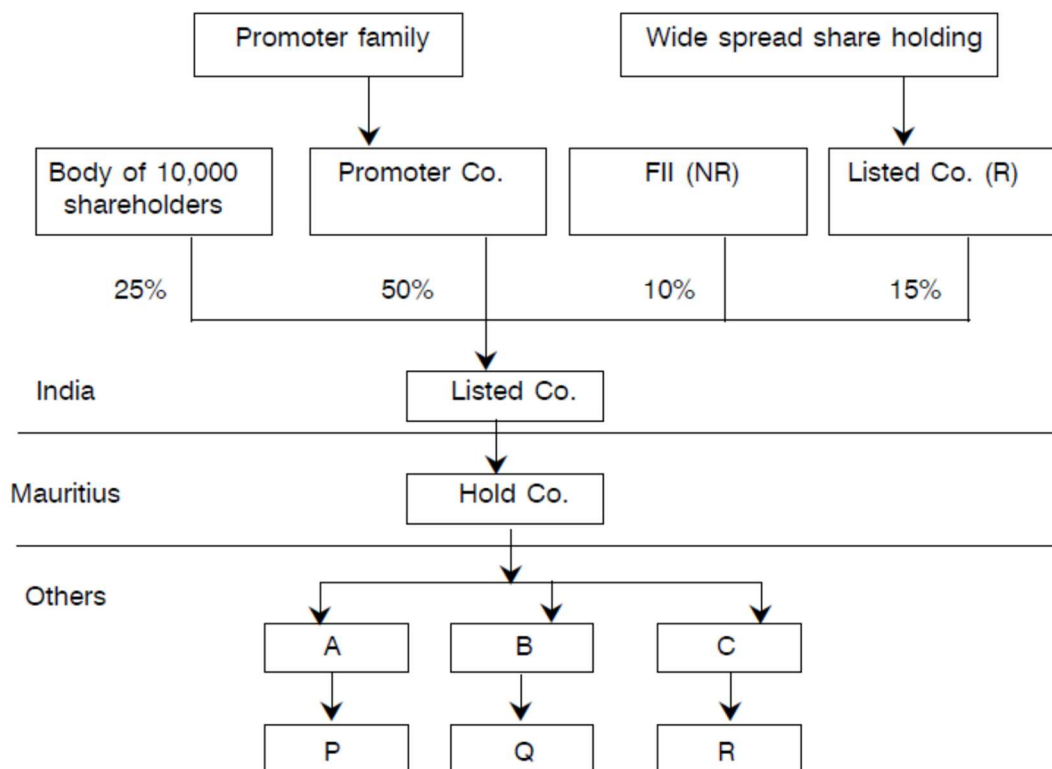 Promoter family
Wide spread share holding
Body of 10,000
shareholders
Promoter Co.
FII (NR)
Listed Co. (R)
25%
50%
10%
15%
India
Listed Co.
Mauritius
Hold Co.
Others
A
B
C
P
Q
R